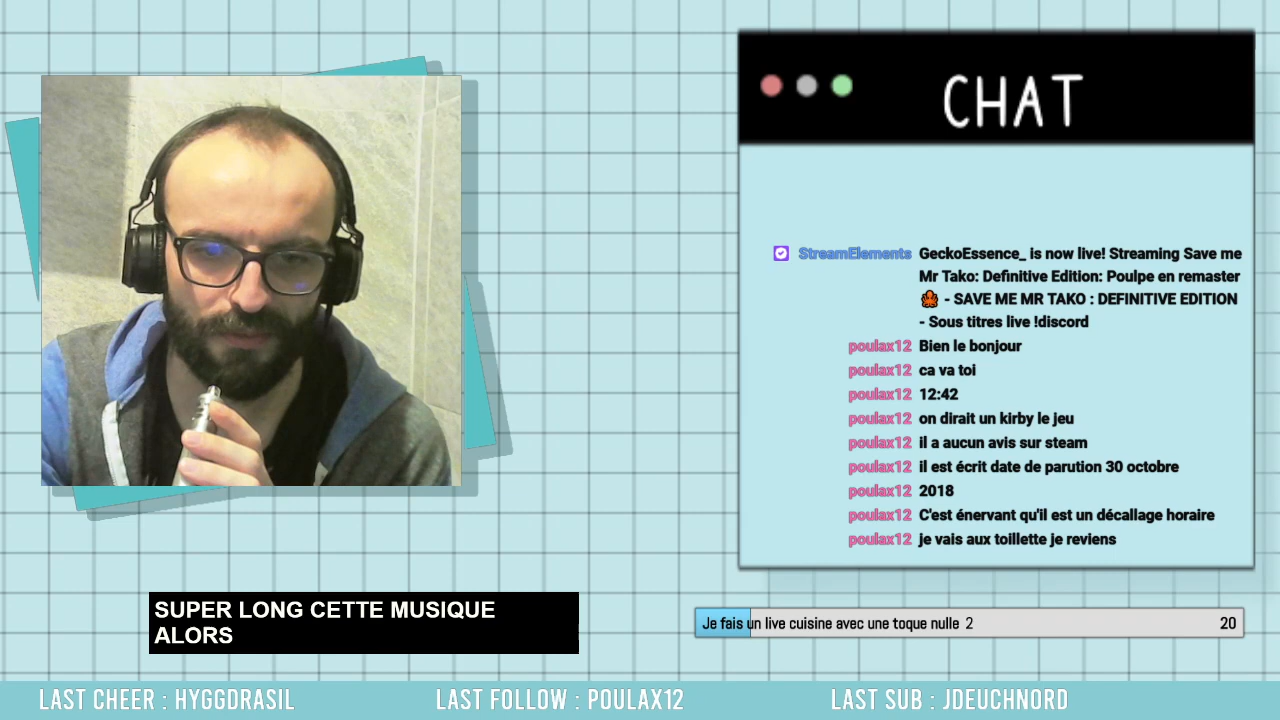 CHAT
StreamElements GeckoEssence_ is now live! Streaming Save me
Mr Tako: Definitive Edition: Poulpe en remaster
- SAVE ME MR TAKO : DEFINITIVE EDITION
- Sous titres live !discord
poulax12 Bien le bonjour
poulax12 ca va toi
poulax12 12:42
poulax12 on dirait un kirby le jeu
poulax12 il a aucun avis sur steam
poulax12 il est écrit date de parution 30 octobre
poulax12 2018
poulax12 C'est énervant qu'il est un décallage horaire
poulax12 je vais aux toillette je reviens
SUPER LONG CETTE MUSIQUE
ALORS
Je fais un live cuisine avec une toque nulle 2 20
LAST CHEER : HYGGDRASIL LAST FOLLOW : POULAX12 LAST SUB : JDEUCHNORD